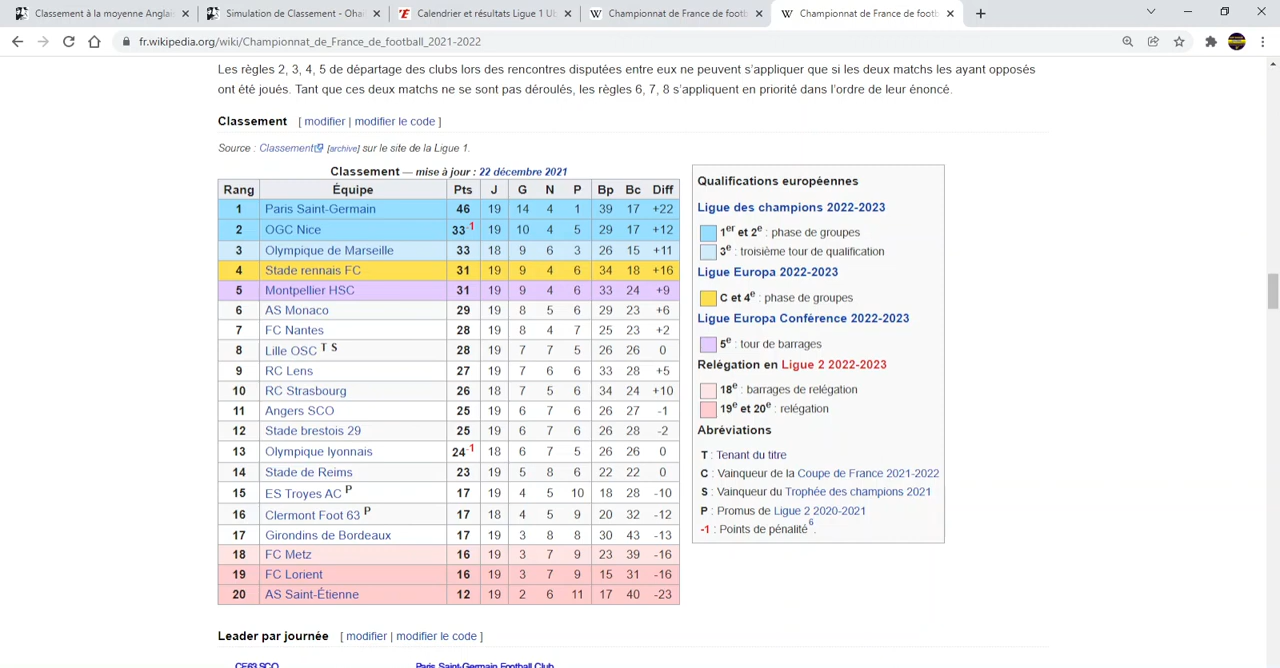 Classement à la moyenne Anglais
Simulation de Classement - Ohai
Calendrier et résultats Ligue 1 Ub
Championnat de France de footb
Championnat de France de footb
fr.wikipedia.org/wiki/Championnat_de_France_de_football_2021-2022
Les règles 2, 3, 4, 5 de départage des clubs lors des rencontres disputées entre eux ne peuvent s'appliquer que si les deux matchs les ayant opposés
ont été joués. Tant que ces deux matchs ne se sont pas déroulés, les règles 6, 7, 8 s'appliquent en priorité dans l'ordre de leur énoncé.
Classement [ modifier | modifier le code ]
Source : Classement [archive] sur le site de la Ligue 1.
Classement — mise à jour : 22 décembre 2021
Rang Équipe Pts J G N P Bp Bc Diff
1 Paris Saint-Germain 46 19 14 4 1 39 17 +22
2 OGC Nice 33-1 19 10 4 5 29 17 +12
3 Olympique de Marseille 33 18 9 6 3 26 15 +11
4 Stade rennais FC 31 19 9 4 6 34 18 +16
5 Montpellier HSC 31 19 9 4 6 33 24 +9
6 AS Monaco 29 19 8 5 6 29 23 +6
7 FC Nantes 28 19 8 4 7 25 23 +2
8 Lille OSC T S 28 19 7 7 5 26 26 0
9 RC Lens 27 19 7 6 6 33 28 +5
10 RC Strasbourg 26 18 7 5 6 34 24 +10
11 Angers SCO 25 19 6 7 6 26 27 -1
12 Stade brestois 29 25 19 6 7 6 26 28 -2
13 Olympique lyonnais 24-1 18 6 7 5 26 26 0
14 Stade de Reims 23 19 5 8 6 22 22 0
15 ES Troyes AC P 17 19 4 5 10 18 28 -10
16 Clermont Foot 63 P 17 18 4 5 9 20 32 -12
17 Girondins de Bordeaux 17 19 3 8 8 30 43 -13
18 FC Metz 16 19 3 7 9 23 39 -16
19 FC Lorient 16 19 3 7 9 15 31 -16
20 AS Saint-Étienne 12 19 2 6 11 17 40 -23
Qualifications européennes
Ligue des champions 2022-2023
1er et 2e : phase de groupes
3e : troisième tour de qualification
Ligue Europa 2022-2023
C et 4e : phase de groupes
Ligue Europa Conférence 2022-2023
5e : tour de barrages
Relégation en Ligue 2 2022-2023
18e : barrages de relégation
19e et 20e : relégation
Abréviations
T : Tenant du titre
C : Vainqueur de la Coupe de France 2021-2022
S : Vainqueur du Trophée des champions 2021
P : Promus de Ligue 2 2020-2021
-1 : Points de pénalité 6.
Leader par journée [ modifier | modifier le code ]
CF63 SCO Paris Saint-Germain Football Club